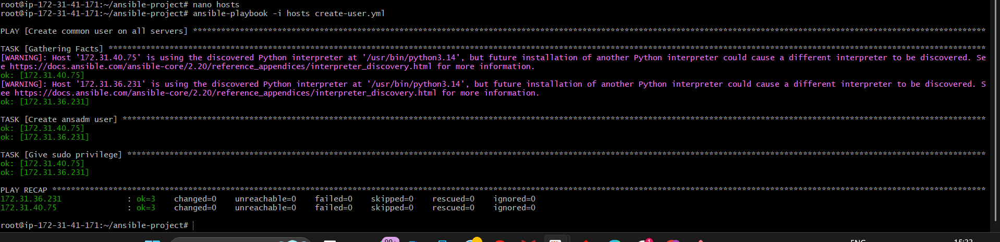 root@ip-172-31-41-171:~/ansible-project# nano hosts
root@ip-172-31-41-171:~/ansible-project# ansible-playbook -i hosts create-user.yml
PLAY [Create common user on all servers] *************************************************************************************************************************************************************************
TASK [Gathering Facts] *******************************************************************************************************************************************************************************************
[WARNING]: Host '172.31.40.75' is using the discovered Python interpreter at '/usr/bin/python3.14', but future installation of another Python interpreter could cause a different interpreter to be discovered. Se
e https://docs.ansible.com/ansible-core/2.20/reference_appendices/interpreter_discovery.html for more information.
ok: [172.31.40.75]
[WARNING]: Host '172.31.36.231' is using the discovered Python interpreter at '/usr/bin/python3.14', but future installation of another Python interpreter could cause a different interpreter to be discovered. S
ee https://docs.ansible.com/ansible-core/2.20/reference_appendices/interpreter_discovery.html for more information.
ok: [172.31.36.231]
TASK [Create ansadm user] ****************************************************************************************************************************************************************************************
ok: [172.31.40.75]
ok: [172.31.36.231]
TASK [Give sudo privilege] ***************************************************************************************************************************************************************************************
ok: [172.31.40.75]
ok: [172.31.36.231]
PLAY RECAP *******************************************************************************************************************************************************************************************************
172.31.36.231              : ok=3    changed=0    unreachable=0    failed=0    skipped=0    rescued=0    ignored=0
172.31.40.75               : ok=3    changed=0    unreachable=0    failed=0    skipped=0    rescued=0    ignored=0
root@ip-172-31-41-171:~/ansible-project#